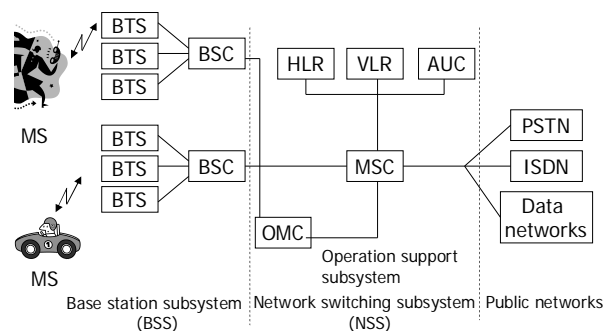 BTS
BTS
BTS
BSC
HLR
VLR
AUC
MS
BTS
BTS
BTS
BSC
MSC
PSTN
ISDN
Data
networks
OMC
MS
1
Operation support
subsystem
Base station subsystem
(BSS)
Network switching subsystem
(NSS)
Public networks